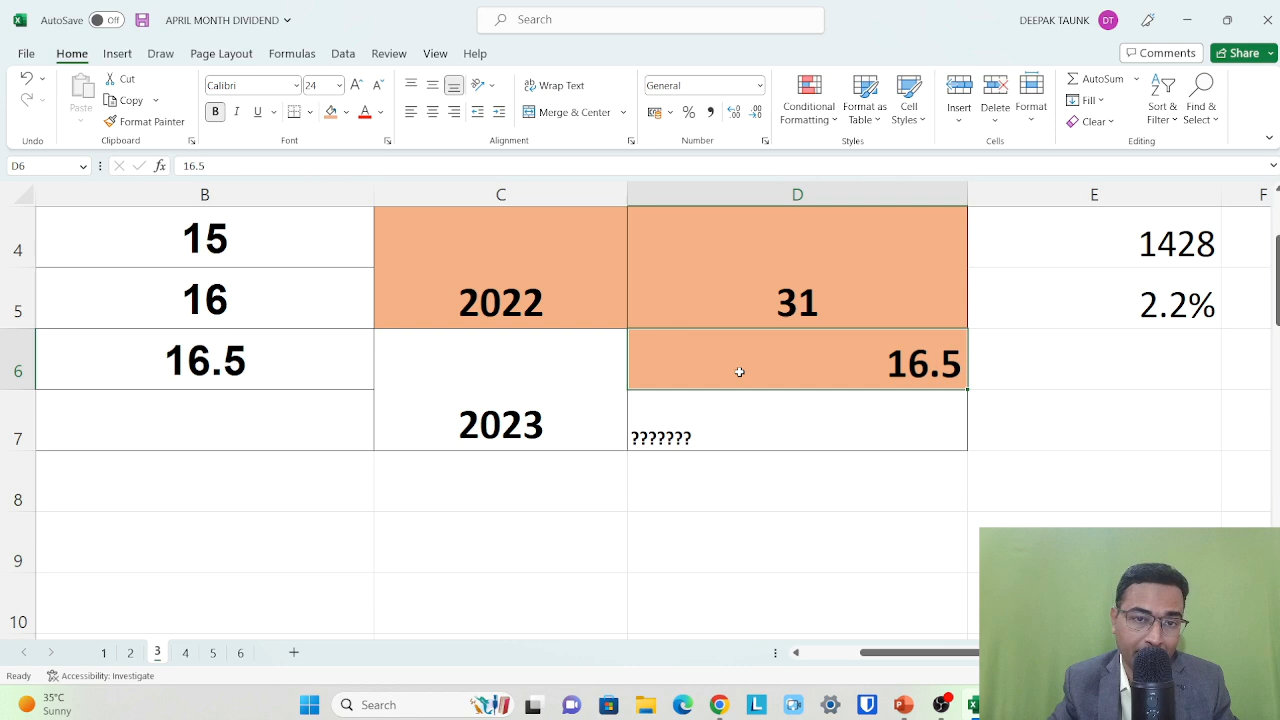 AutoSave Off APRIL MONTH DIVIDEND Search DEEPAK TAUNK DT
File Home Insert Draw Page Layout Formulas Data Review View Help Comments Share
Undo
Paste
Cut
Copy
Format Painter
Clipboard
Calibri 24
B I U
Font
Wrap Text
Merge & Center
Alignment
General
Number
Conditional Formatting
Format as Table
Cell Styles
Styles
Insert Delete Format
Cells
AutoSum
Fill
Clear
Sort & Filter
Find & Select
Editing
D6 fx 16.5
B C D E F
4 15 1428
5 16 2022 31 2.2%
6 16.5 16.5
7 2023 ???????
8
9
10
1 2 3 4 5 6
Ready Accessibility: Investigate
35°C
Sunny
Search